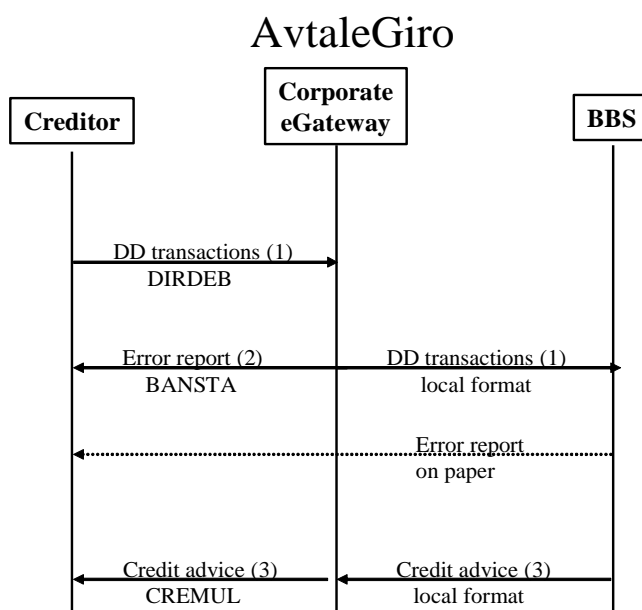 AvtaleGiro
Creditor
Corporate
eGateway
BBS
DD transactions (1)
DIRDEB
Error report (2)
BANSTA
DD transactions (1)
local format
Error report
on paper
Credit advice (3)
CREMUL
Credit advice (3)
local format